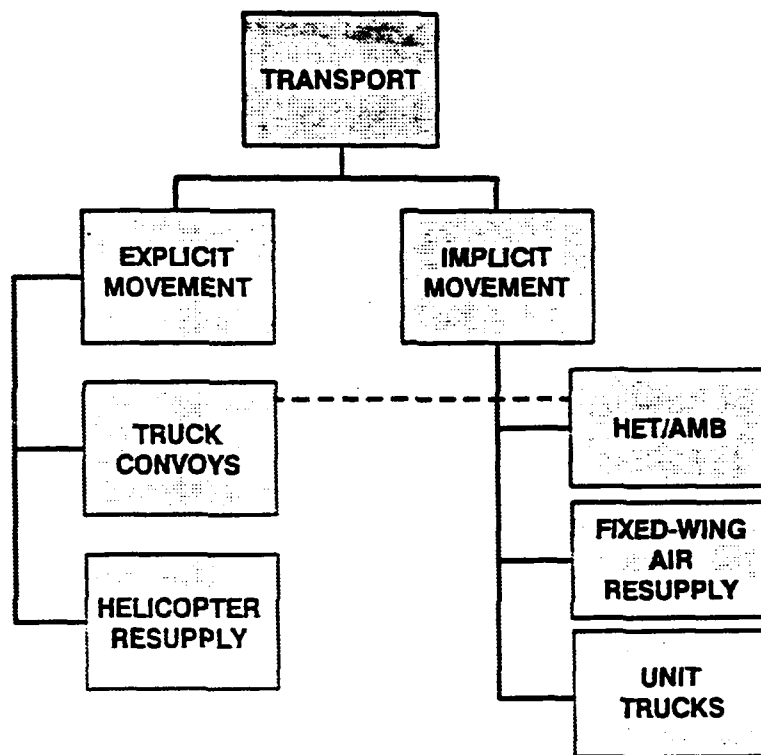 TRANSPORT
EXPLICIT
MOVEMENT
IMPLICIT
MOVEMENT
TRUCK
CONVOYS
HELICOPTER
RESUPPLY
HET/AMB
FIXED-WING
AIR
RESUPPLY
UNIT
TRUCKS